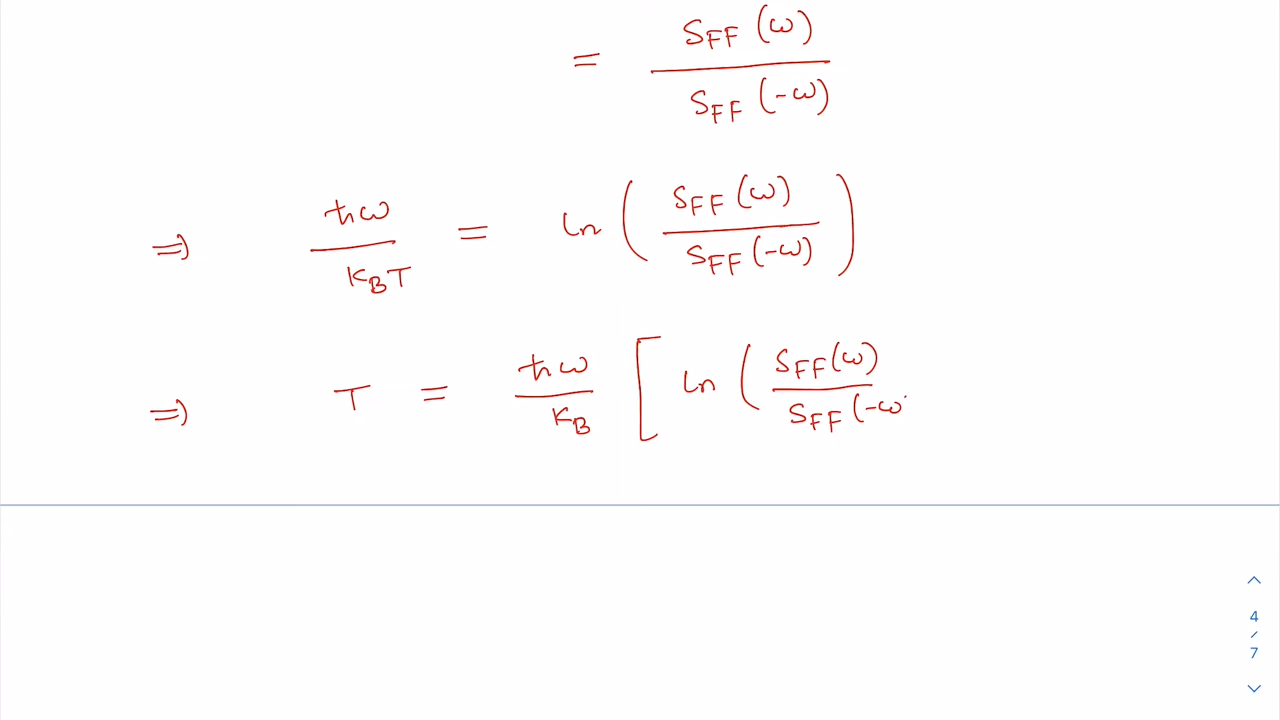 = S_FF (ω) / S_FF (-ω)
⇒ ħω / K_B T = ln ( S_FF (ω) / S_FF (-ω) )
⇒ T = ħω / K_B [ ln ( S_FF (ω) / S_FF (-ω
4
/
7